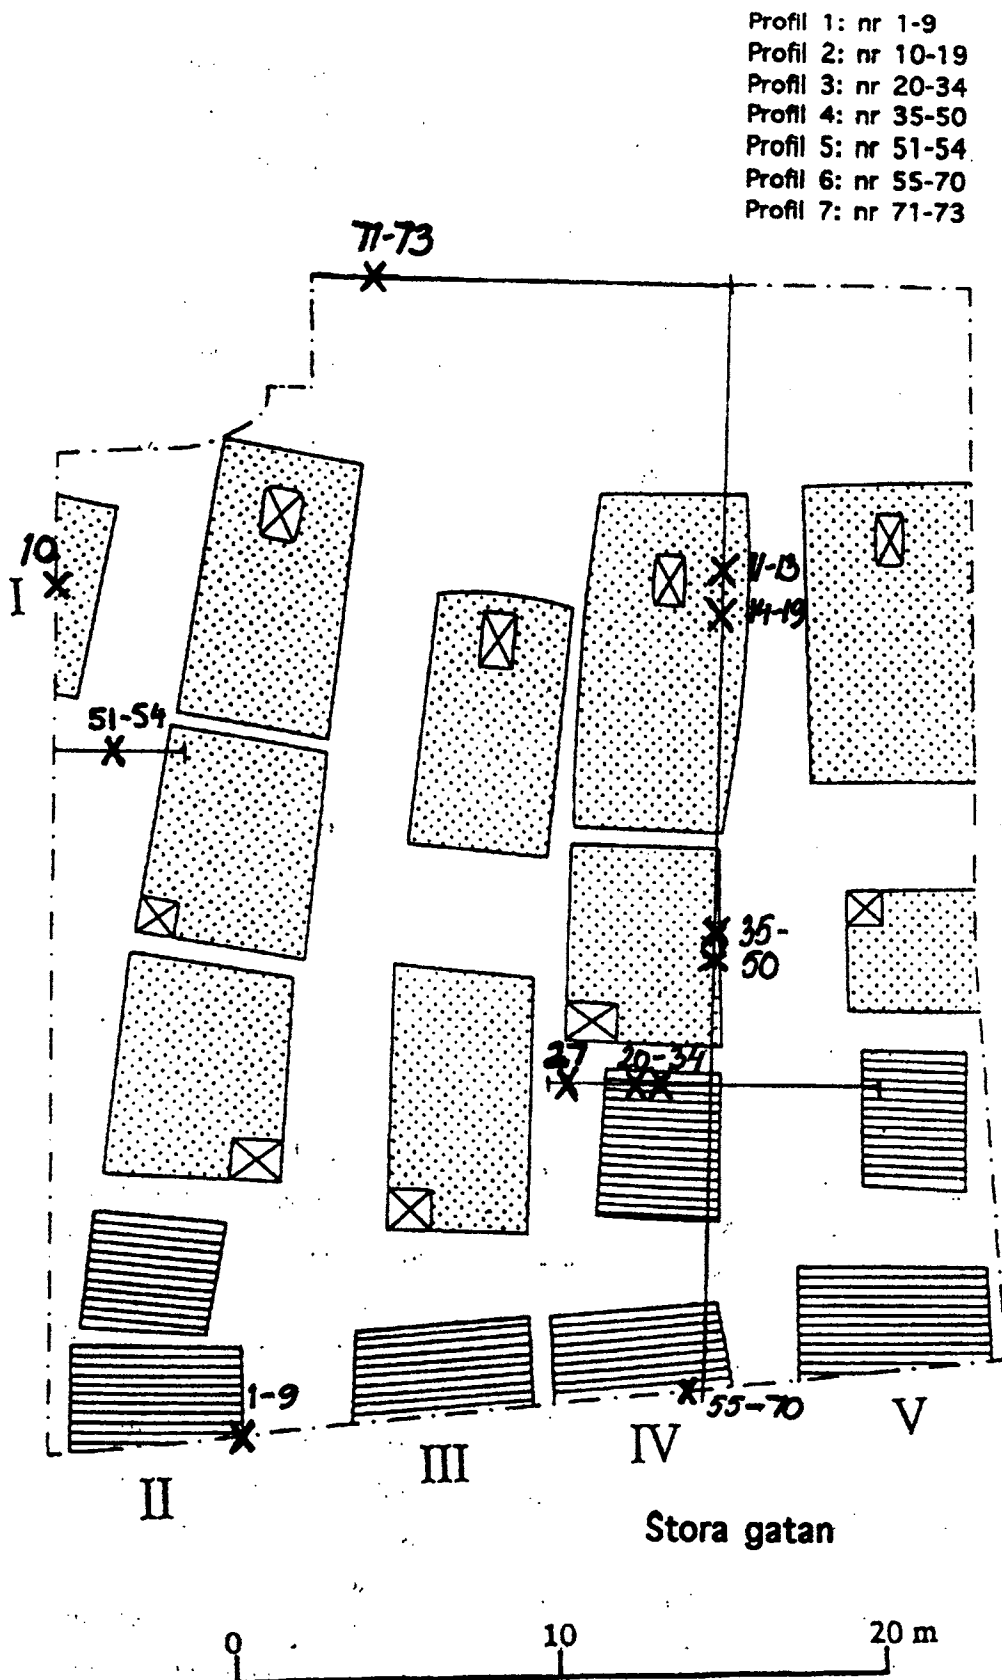 Profil 1: nr 1-9
Profil 2: nr 10-19
Profil 3: nr 20-34
Profil 4: nr 35-50
Profil 5: nr 51-54
Profil 6: nr 55-70
Profil 7: nr 71-73
71-73
10
I
11-13
14-19
51-54
35-
50
27
20-34
1-9
55-70
II
III
IV
V
Stora gatan
0
10
20 m